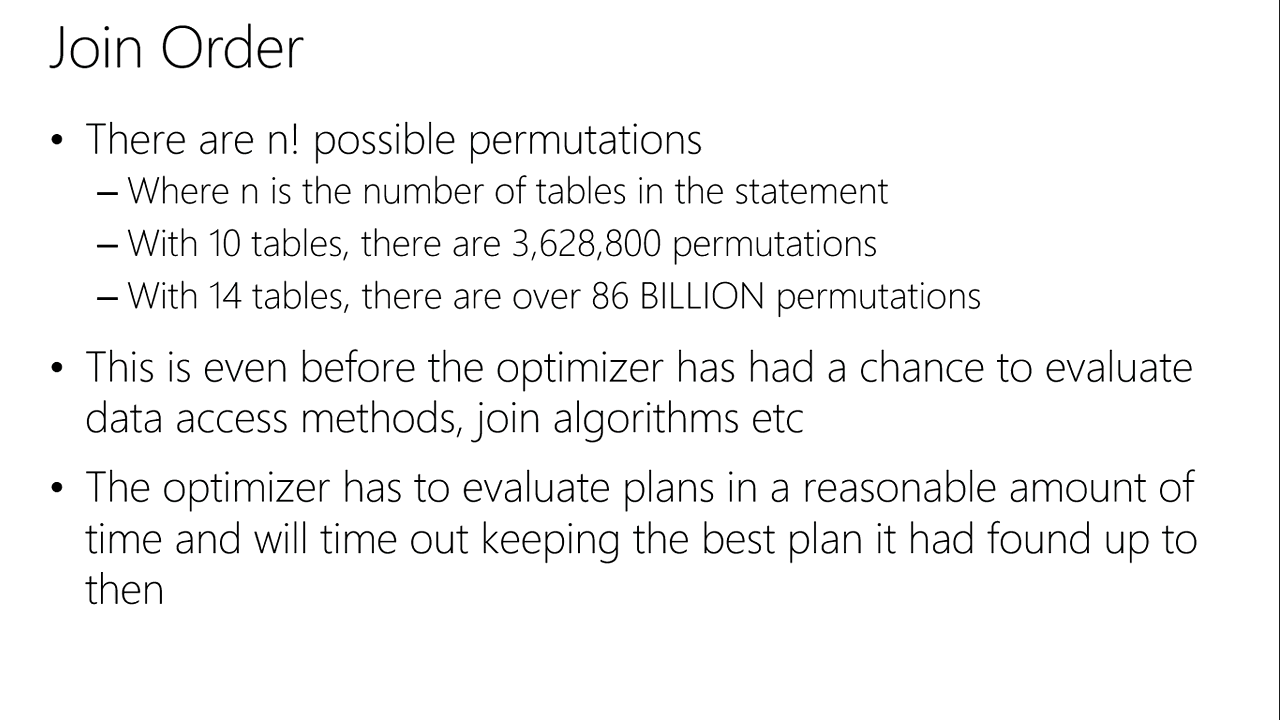 Join Order
• There are n! possible permutations
– Where n is the number of tables in the statement
– With 10 tables, there are 3,628,800 permutations
– With 14 tables, there are over 86 BILLION permutations
• This is even before the optimizer has had a chance to evaluate
data access methods, join algorithms etc
• The optimizer has to evaluate plans in a reasonable amount of
time and will time out keeping the best plan it had found up to
then